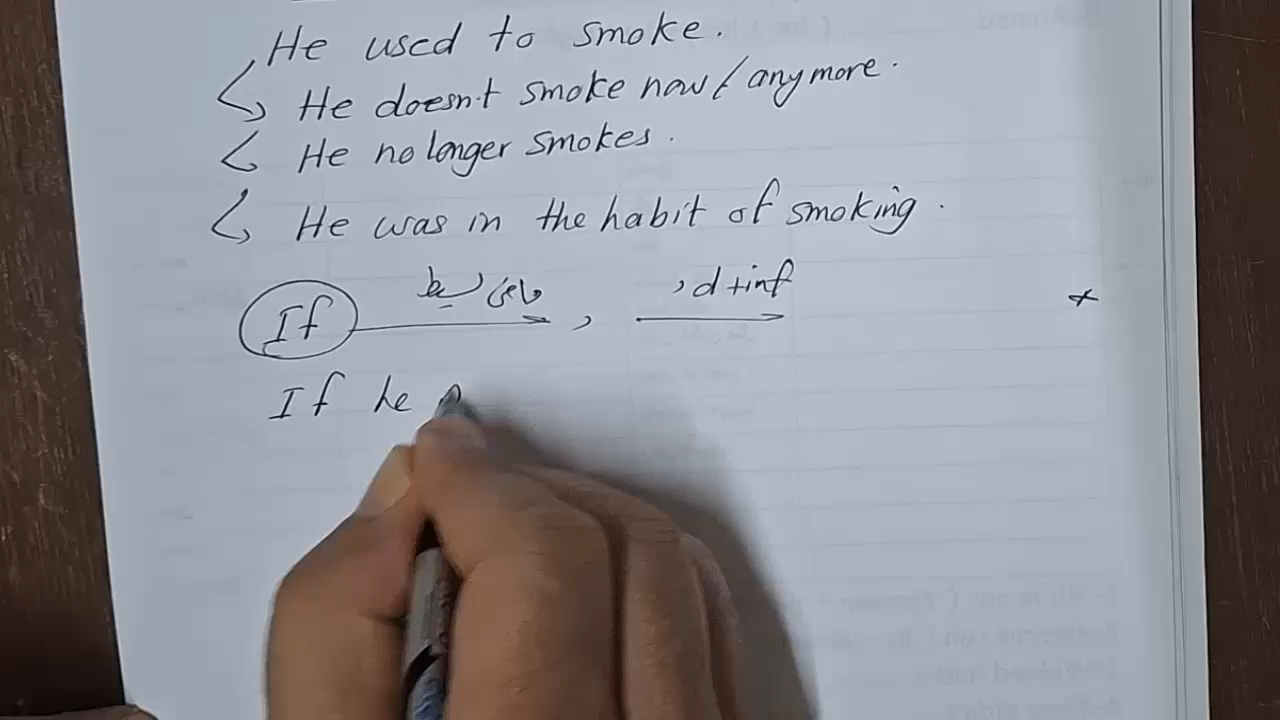 He used to smoke.
He doesn't smoke now / anymore.
He no longer smokes.
He was in the habit of smoking.
If ماضي بسيط , 'd + inf
If he